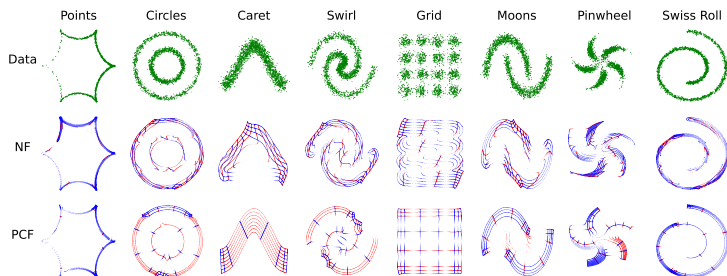 Points Circles Caret Swirl Grid Moons Pinwheel Swiss Roll
Data
NF
PCF